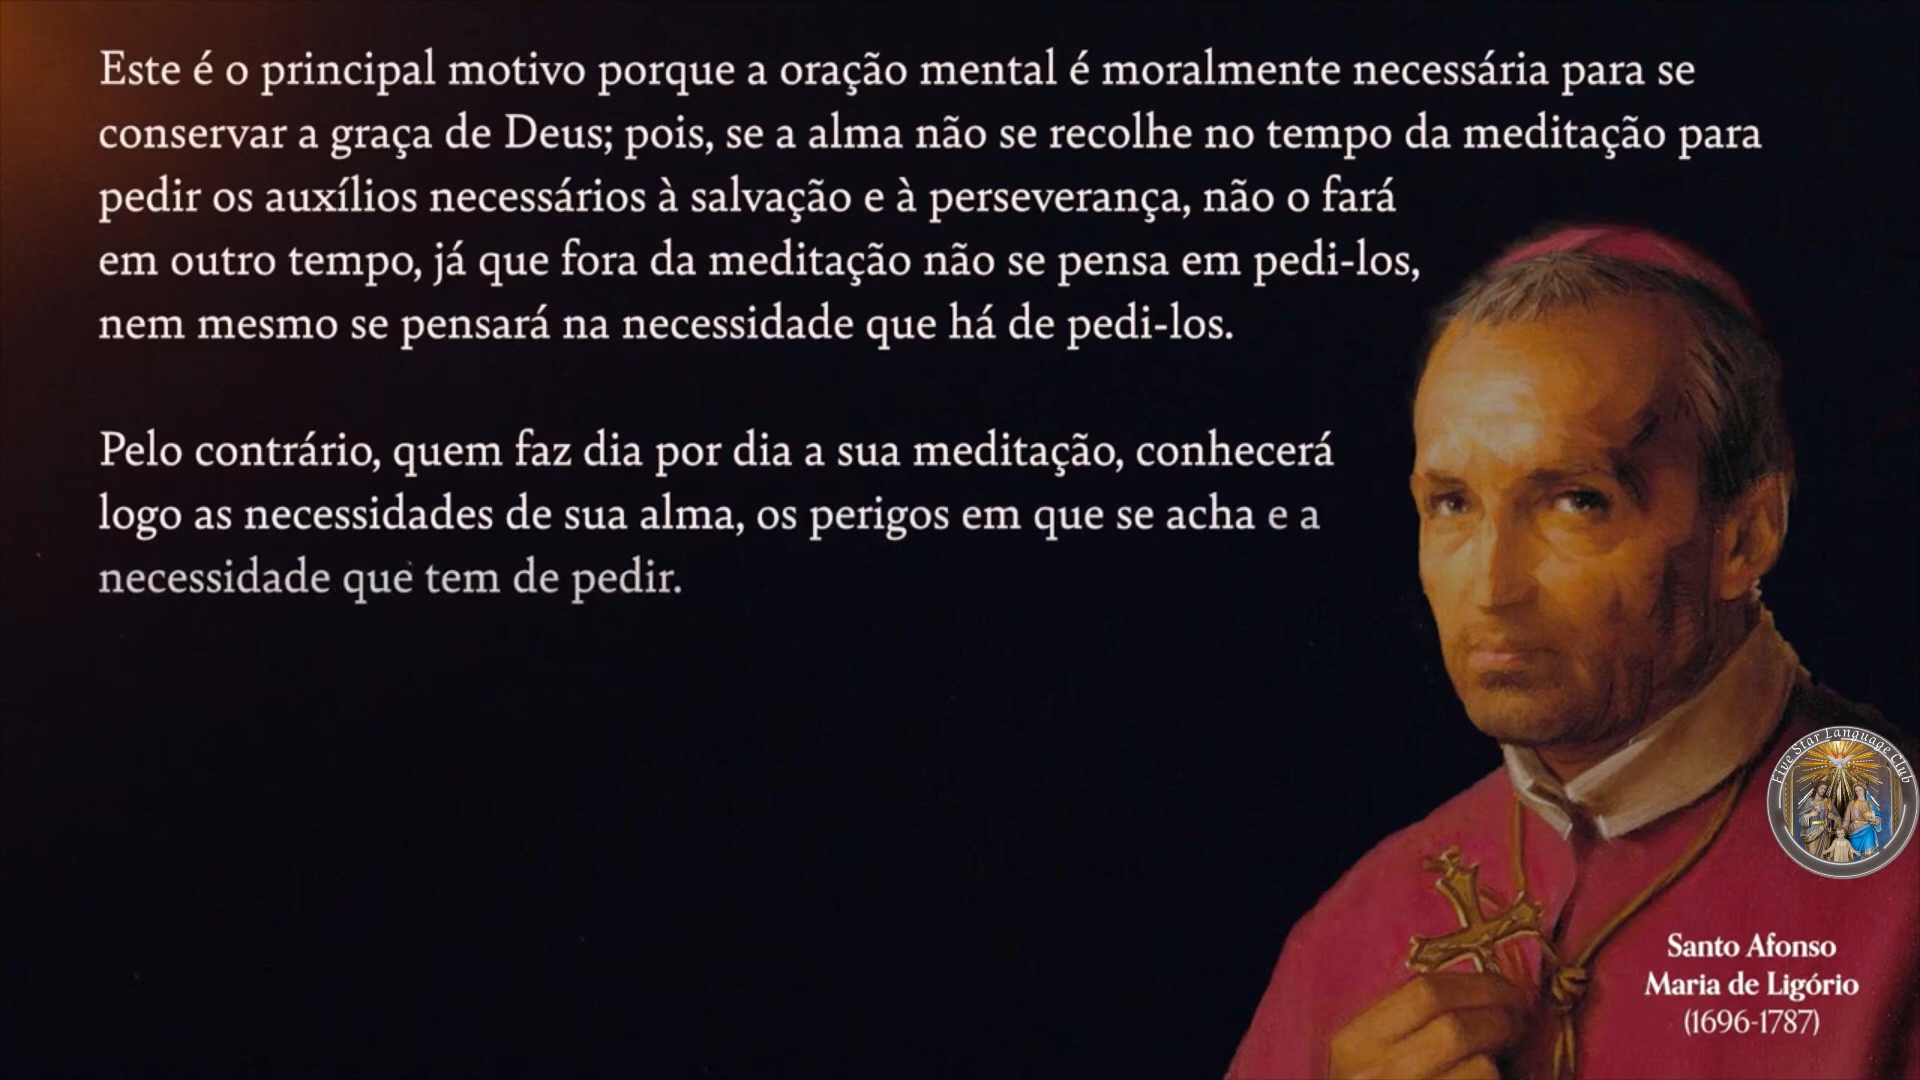 Este é o principal motivo porque a oração mental é moralmente necessária para se
conservar a graça de Deus; pois, se a alma não se recolhe no tempo da meditação para
pedir os auxílios necessários à salvação e à perseverança, não o fará
em outro tempo, já que fora da meditação não se pensa em pedi-los,
nem mesmo se pensará na necessidade que há de pedi-los.
Pelo contrário, quem faz dia por dia a sua meditação, conhecerá
logo as necessidades de sua alma, os perigos em que se acha e a
necessidade que tem de pedir.
Five Star Language Club
Santo Afonso
Maria de Ligório
(1696-1787)